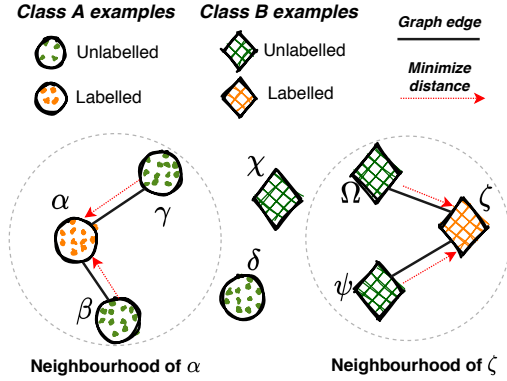 Class A examples
Class B examples
Graph edge
Unlabelled
Unlabelled
Minimize
distance
Labelled
Labelled
α
γ
β
χ
δ
Ω
ζ
ψ
Neighbourhood of α
Neighbourhood of ζ